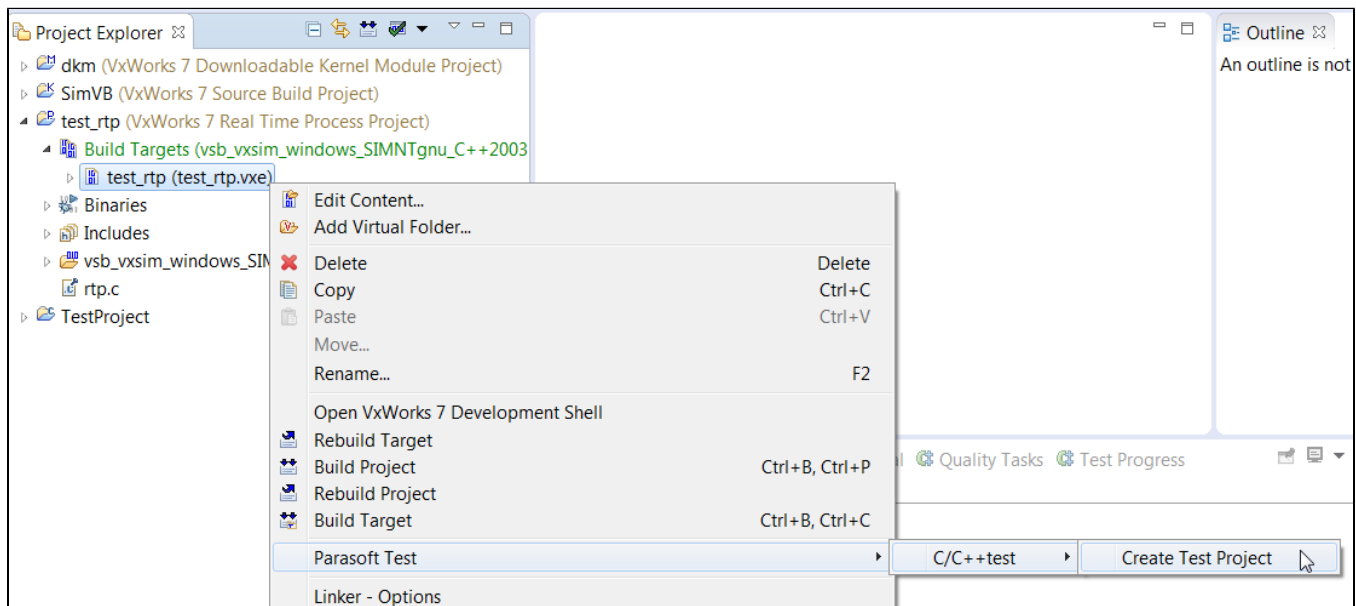 Project Explorer
Outline
dkm (VxWorks 7 Downloadable Kernel Module Project)
An outline is not
SimVB (VxWorks 7 Source Build Project)
test_rtp (VxWorks 7 Real Time Process Project)
Build Targets (vsb_vxsim_windows_SIMNTgnu_C++2003
test_rtp (test_rtp.vxe)
Binaries
Includes
vsb_vxsim_windows_SIM
rtp.c
TestProject
Edit Content...
Add Virtual Folder...
Delete Delete
Copy Ctrl+C
Paste Ctrl+V
Move...
Rename... F2
Open VxWorks 7 Development Shell
Rebuild Target
Build Project Ctrl+B, Ctrl+P
Rebuild Project
Build Target Ctrl+B, Ctrl+C
Parasoft Test
Linker - Options
Quality Tasks Test Progress
C/C++test
Create Test Project